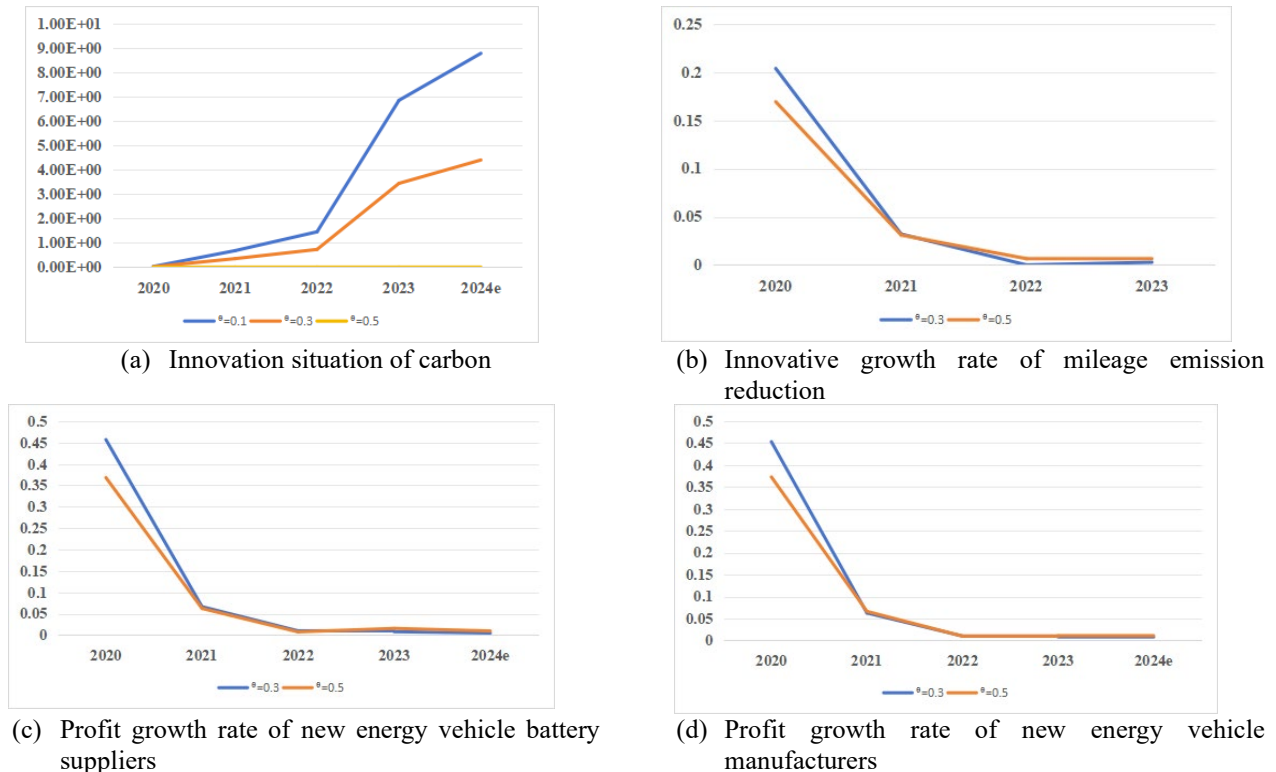 1.00E+01
9.00E+00
8.00E+00
7.00E+00
6.00E+00
5.00E+00
4.00E+00
3.00E+00
2.00E+00
1.00E+00
0.00E+00
2020 2021 2022 2023 2024e
θ=0.1 θ=0.3 θ=0.5
(a) Innovation situation of carbon
0.25
0.2
0.15
0.1
0.05
0
2020 2021 2022 2023
θ=0.3 θ=0.5
(b) Innovative growth rate of mileage emission
reduction
0.5
0.45
0.4
0.35
0.3
0.25
0.2
0.15
0.1
0.05
0
2020 2021 2022 2023 2024e
θ=0.3 θ=0.5
(c) Profit growth rate of new energy vehicle battery
suppliers
0.5
0.45
0.4
0.35
0.3
0.25
0.2
0.15
0.1
0.05
0
2020 2021 2022 2023 2024e
θ=0.3 θ=0.5
(d) Profit growth rate of new energy vehicle
manufacturers